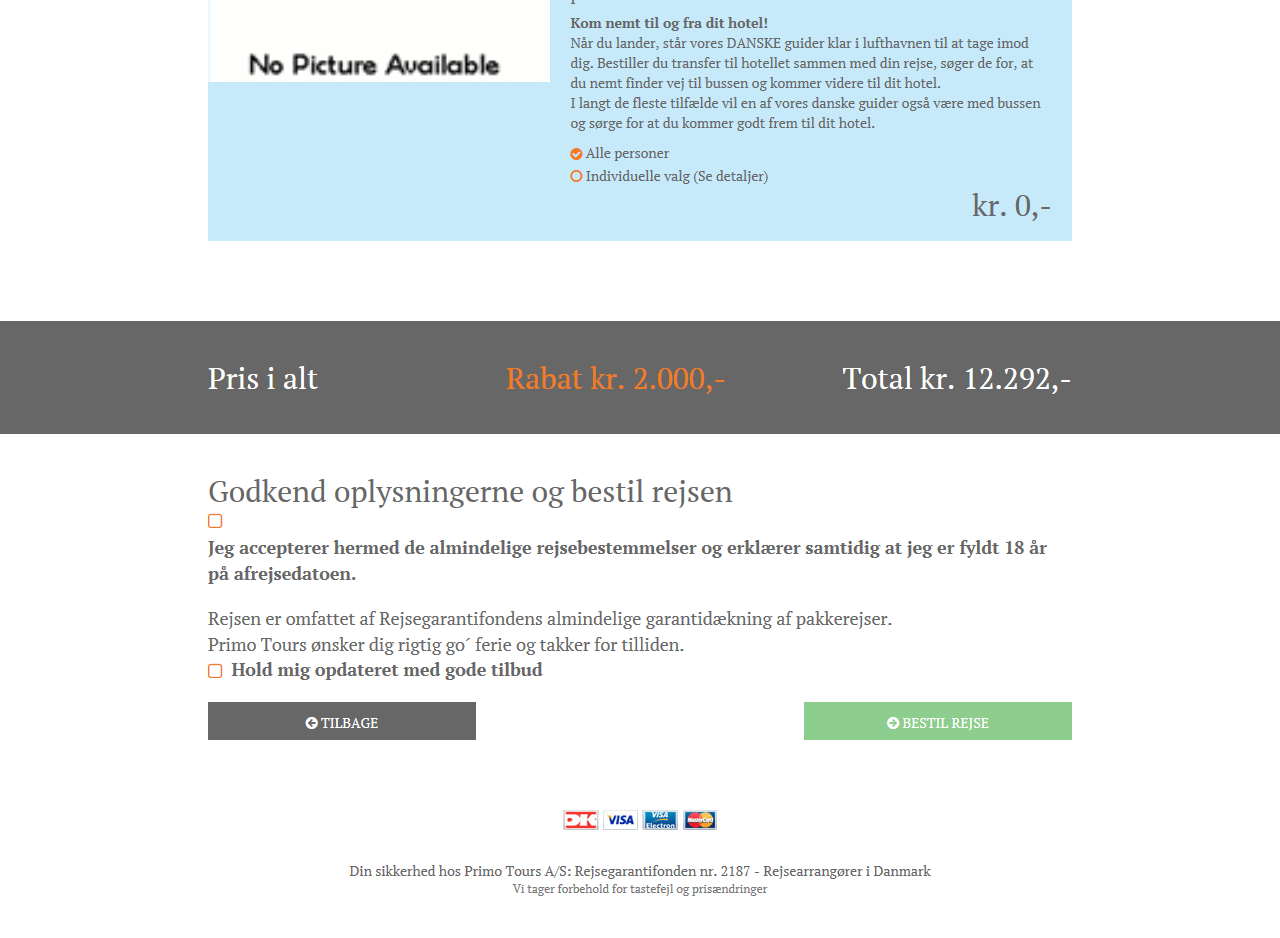 No Picture Available
Kom nemt til og fra dit hotel!
Når du lander, står vores DANSKE guider klar i lufthavnen til at tage imod
dig. Bestiller du transfer til hotellet sammen med din rejse, søger de for, at
du nemt finder vej til bussen og kommer videre til dit hotel.
I langt de fleste tilfælde vil en af vores danske guider også være med bussen
og sørge for at du kommer godt frem til dit hotel.
Alle personer
Individuelle valg (Se detaljer)
kr. 0,-
Pris i alt
Rabat kr. 2.000,-
Total kr. 12.292,-
Godkend oplysningerne og bestil rejsen
Jeg accepterer hermed de almindelige rejsebestemmelser og erklærer samtidig at jeg er fyldt 18 år
på afrejsedatoen.
Rejsen er omfattet af Rejsegarantifondens almindelige garantidækning af pakkerejser.
Primo Tours ønsker dig rigtig go´ ferie og takker for tilliden.
Hold mig opdateret med gode tilbud
TILBAGE
BESTIL REJSE
DK
VISA
VISA
Electron
MasterCard
Din sikkerhed hos Primo Tours A/S: Rejsegarantifonden nr. 2187 - Rejsearrangører i Danmark
Vi tager forbehold for tastefejl og prisændringer